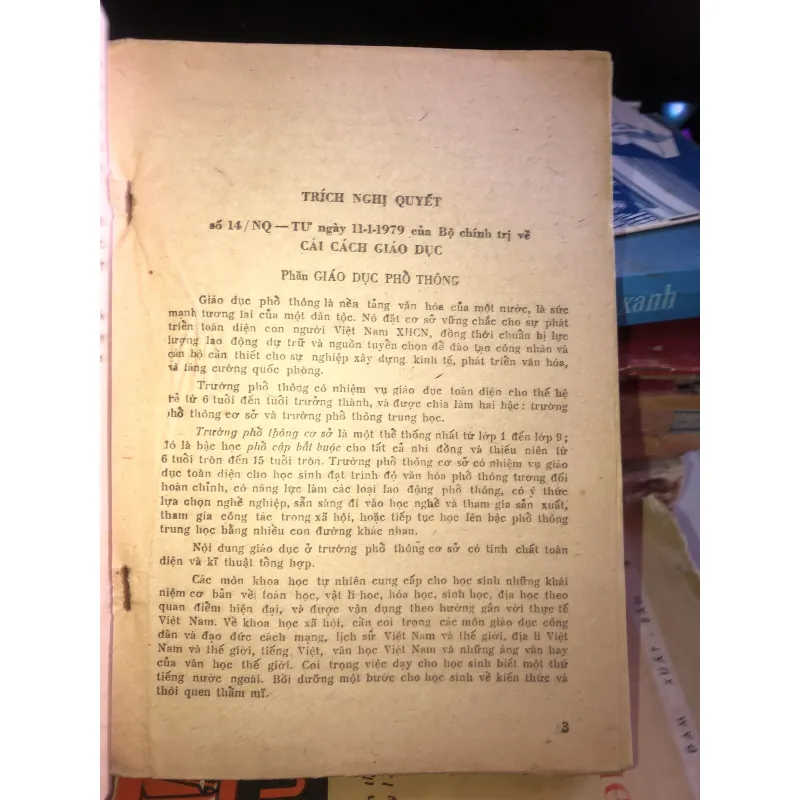 TRÍCH NGHỊ QUYẾT
số 14/NQ — TƯ ngày 11-1-1979 của Bộ chính trị về
CẢI CÁCH GIÁO DỤC
Phần GIÁO DỤC PHỔ THÔNG
Giáo dục phổ thông là nền tảng văn hóa của một nước, là sức
mạnh tương lai của một dân tộc. Nó đặt cơ sở vững chắc cho sự phát
triển toàn diện con người Việt Nam XHCN, đồng thời chuẩn bị lực
lượng lao động dự trữ và nguồn tuyển chọn để đào tạo công nhân và
cán bộ cần thiết cho sự nghiệp xây dựng kinh tế, phát triển văn hóa,
và tăng cường quốc phòng.
Trường phổ thông có nhiệm vụ giáo dục toàn diện cho thế hệ
trẻ từ 6 tuổi đến tuổi trưởng thành, và được chia làm hai bậc: trường
phổ thông cơ sở và trường phổ thông trung học.
Trường phổ thông cơ sở là một thể thống nhất từ lớp 1 đến lớp 9;
đó là bậc học phổ cập bắt buộc cho tất cả nhi đồng và thiếu niên từ
6 tuổi tròn đến 15 tuổi tròn. Trường phổ thông cơ sở có nhiệm vụ giáo
dục toàn diện cho học sinh đạt trình độ văn hóa phổ thông tương đối
hoàn chỉnh, có năng lực làm các loại lao động phổ thông, có ý thức
lựa chọn nghề nghiệp, sẵn sàng đi vào học nghề và tham gia sản xuất,
tham gia công tác trong xã hội, hoặc tiếp tục học lên bậc phổ thông
trung học bằng nhiều con đường khác nhau.
Nội dung giáo dục ở trường phổ thông cơ sở có tính chất toàn
diện và kĩ thuật tổng hợp.
Các môn khoa học tự nhiên cung cấp cho học sinh những khái
niệm cơ bản về toán học, vật lí học, hóa học, sinh học, địa học theo
quan điểm hiện đại, và được vận dụng theo hướng gắn với thực tế
Việt Nam. Về khoa học xã hội, cần coi trọng các môn giáo dục công
dân và đạo đức cách mạng, lịch sử Việt Nam và thế giới, địa lí Việt
Nam và thế giới, tiếng Việt, văn học Việt Nam và những áng văn hay
của văn học thế giới. Coi trọng việc dạy cho học sinh biết một thứ
tiếng nước ngoài. Bồi dưỡng một bước cho học sinh về kiến thức và
thói quen thẩm mĩ.
3
xanh
ĐAM XUẤT - BẢN